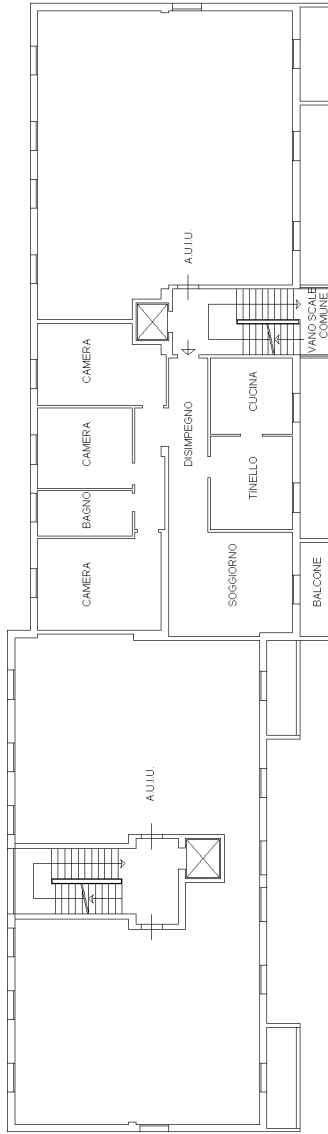 A.U.I.U.
VANO SCALE
COMUNE
CAMERA
CUCINA
DISIMPEGNO
CAMERA
TINELLO
BAGNO
CAMERA
SOGGIORNO
BALCONE
A.U.I.U.